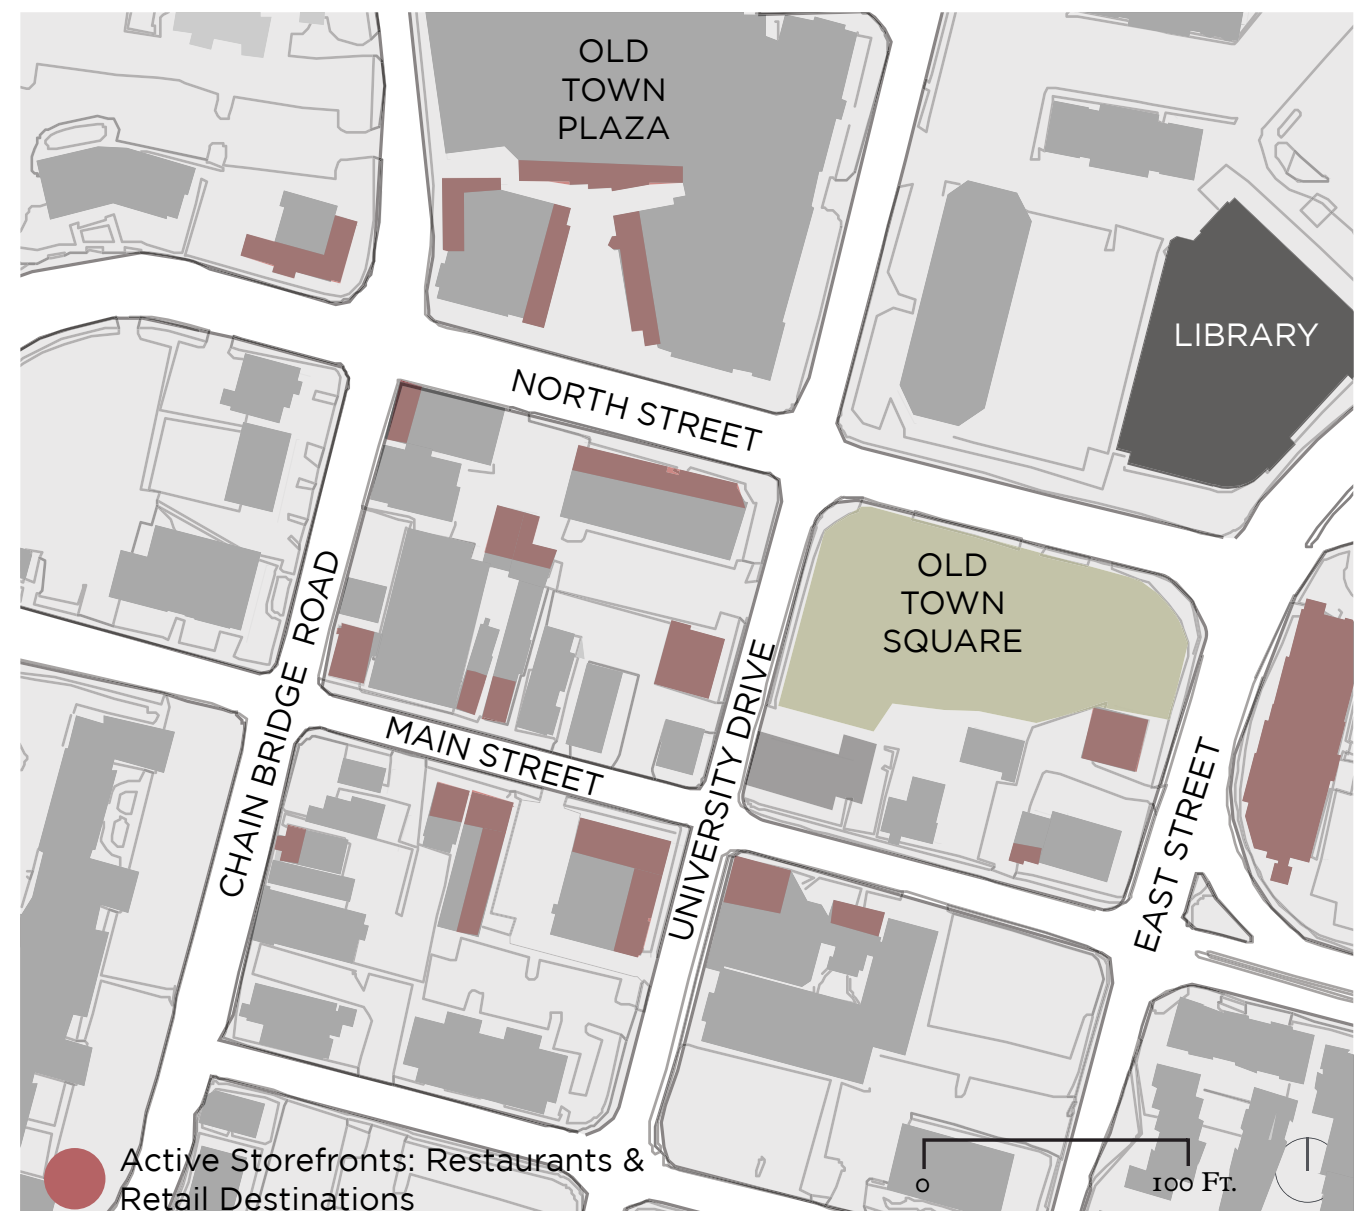 OLD
TOWN
PLAZA
LIBRARY
NORTH STREET
OLD
TOWN
SQUARE
CHAIN BRIDGE ROAD
MAIN STREET
UNIVERSITY DRIVE
EAST STREET
Active Storefronts: Restaurants &
Retail Destinations
0
100 Ft.